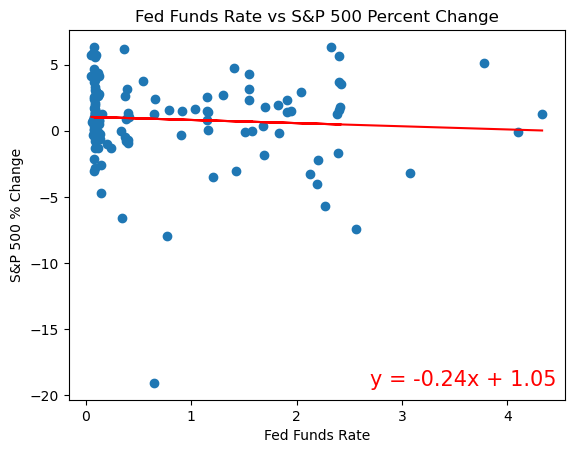 Fed Funds Rate vs S&P 500 Percent Change
S&P 500 % Change
5
0
−5
−10
−15
−20
y = -0.24x + 1.05
0 1 2 3 4
Fed Funds Rate